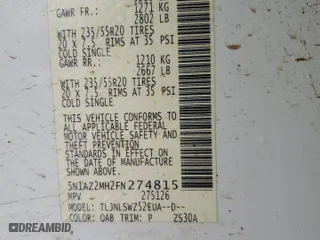 GAWR FR.: 1271 KG
2802 LB
WITH 235/55R20 TIRES
20 X 7.5 RIMS AT 35 PSI
COLD SINGLE
GAWR RR.: 1210 KG
2667 LB
WITH 235/55R20 TIRES
20 X 7.5 RIMS AT 35 PSI
COLD SINGLE
THIS VEHICLE CONFORMS TO
ALL APPLICABLE FEDERAL
MOTOR VEHICLE SAFETY
AND THEFT PREVENTION
STANDARDS IN EFFECT ON
THE DATE OF MANUFACTURE
SHOWN ABOVE.
5N1AZ2MH2FN274815
MPV 27S126
MODEL: TLJNLSWZ52EUA--D--
COLOR: QAB TRIM: P 2S30A
© DIRECTLY.AUTO